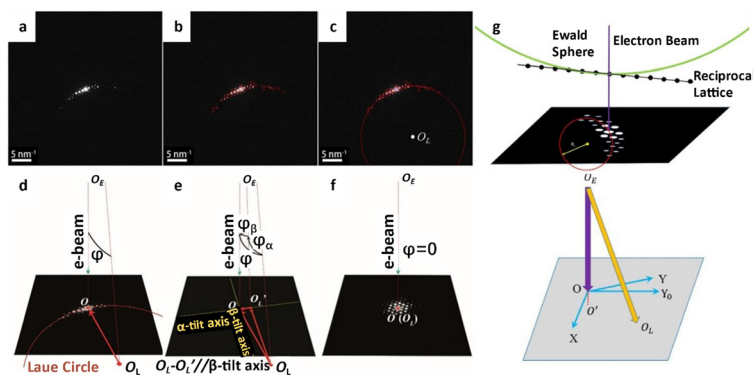 a
b
c
g
5 nm⁻¹
5 nm⁻¹
5 nm⁻¹
O_L
Ewald
Sphere
Electron Beam
Reciprocal
Lattice
d
e
f
O_E
O_E
O_E
O_E
e-beam
φ
O
Laue Circle
O_L
e-beam
φ_β
φ_α
φ
O
O_L'
α-tilt axis
β-tilt axis
O_L-O_L'//β-tilt axis
O_L
e-beam
φ=0
O (O_L)
O
O'
X
Y
Y₀
O_L